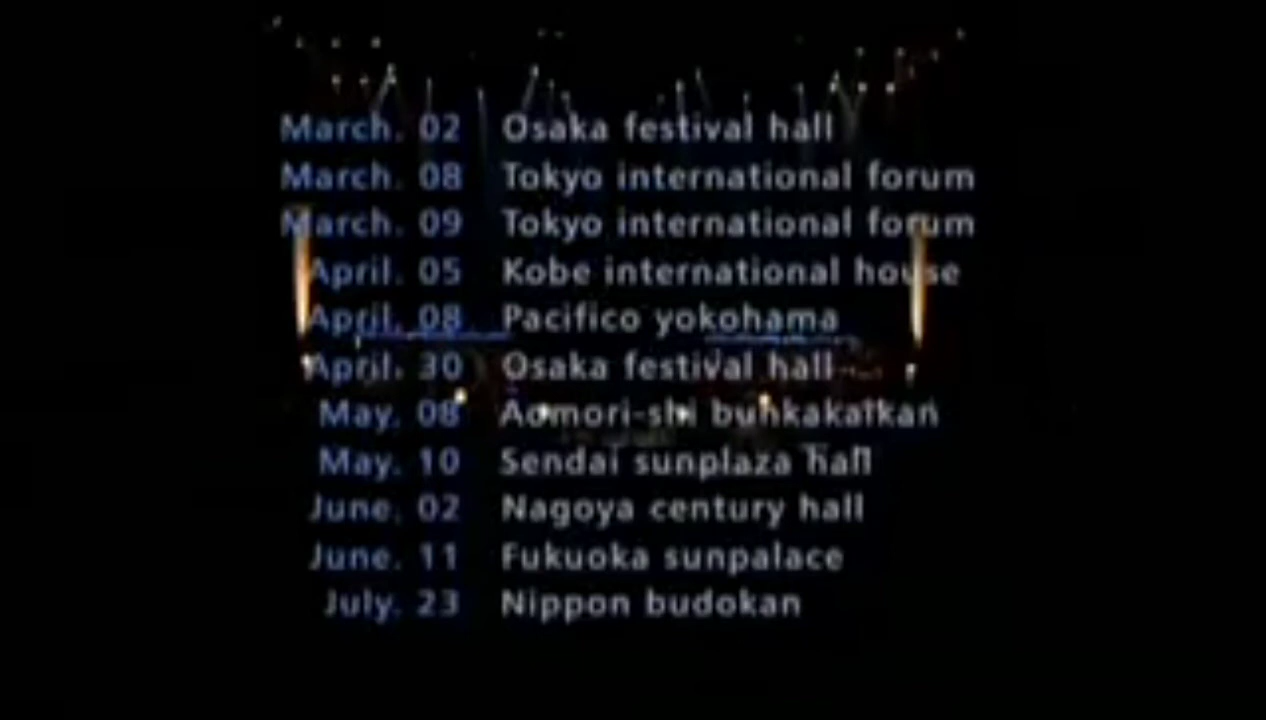 March. 02 Osaka festival hall
March. 08 Tokyo international forum
March. 09 Tokyo international forum
April. 05 Kobe international house
April. 08 Pacifico yokohama
April. 30 Osaka festival hall
May. 08 Aomori-shi bunkakaikan
May. 10 Sendai sunplaza hall
June. 02 Nagoya century hall
June. 11 Fukuoka sunpalace
July. 23 Nippon budokan